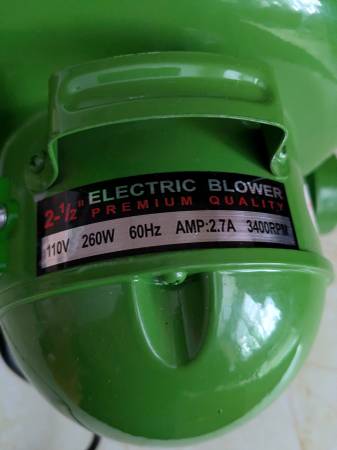 2-1/2" ELECTRIC BLOWER
PREMIUM QUALITY
110V 260W 60Hz AMP:2.7A 3400RPM